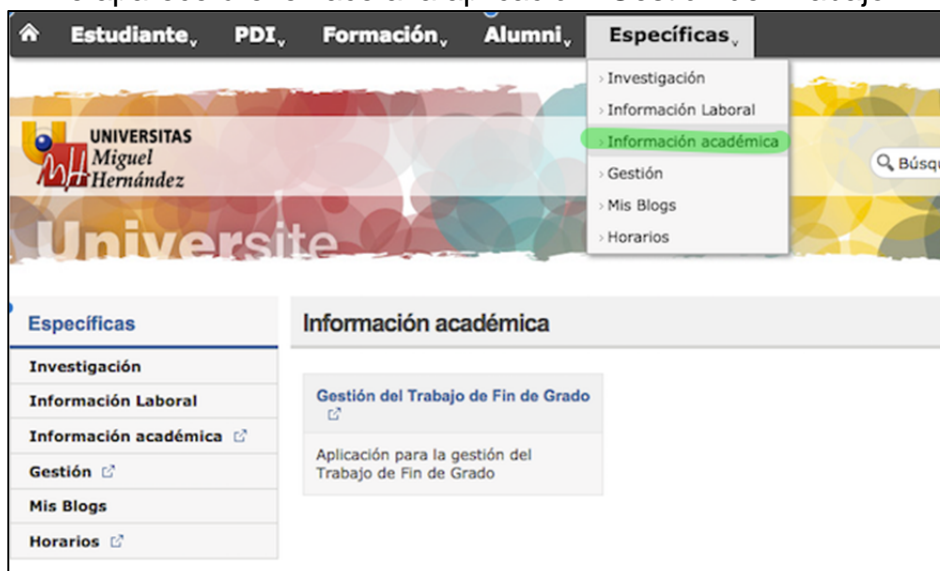 Estudiante PDI Formación Alumni Específicas
› Investigación
› Información Laboral
› Información académica
› Gestión
› Mis Blogs
› Horarios
UNIVERSITAS
Miguel
Hernández
Universite
Específicas
Investigación
Información Laboral
Información académica
Gestión
Mis Blogs
Horarios
Información académica
Gestión del Trabajo de Fin de Grado
Aplicación para la gestión del
Trabajo de Fin de Grado